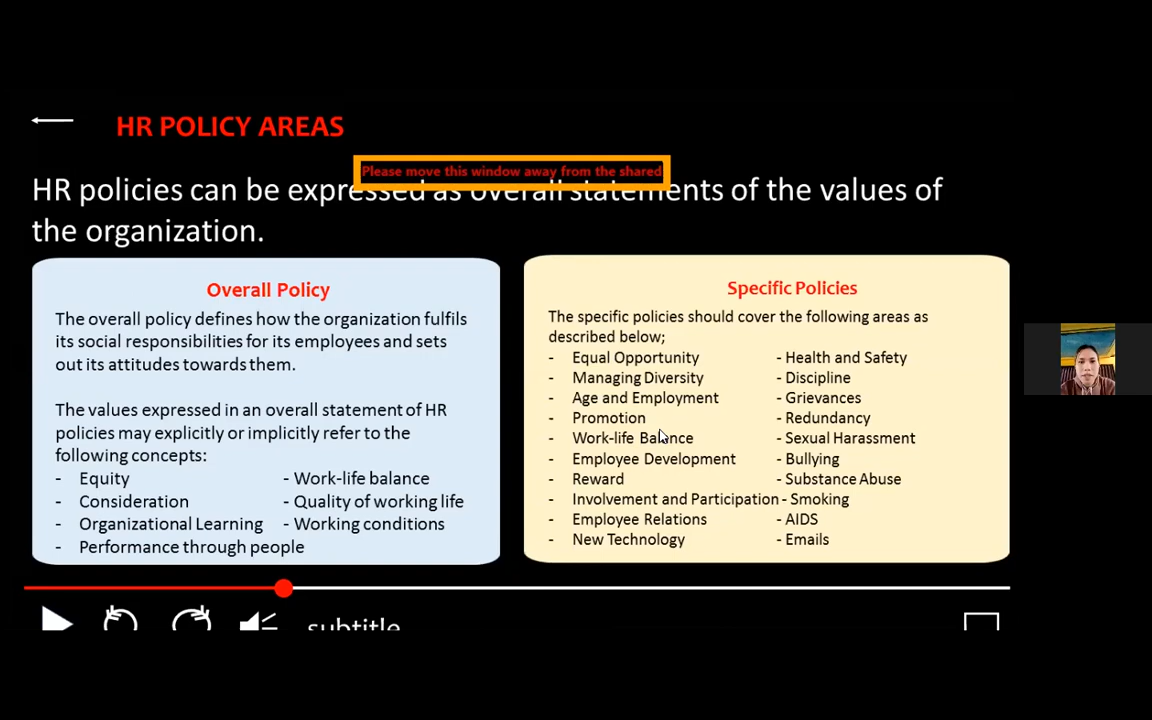 HR POLICY AREAS
Please move this window away from the shared
HR policies can be expressed as overall statements of the values of
the organization.
Overall Policy
The overall policy defines how the organization fulfils
its social responsibilities for its employees and sets
out its attitudes towards them.
The values expressed in an overall statement of HR
policies may explicitly or implicitly refer to the
following concepts:
- Equity - Work-life balance
- Consideration - Quality of working life
- Organizational Learning - Working conditions
- Performance through people
Specific Policies
The specific policies should cover the following areas as
described below;
- Equal Opportunity - Health and Safety
- Managing Diversity - Discipline
- Age and Employment - Grievances
- Promotion - Redundancy
- Work-life Balance - Sexual Harassment
- Employee Development - Bullying
- Reward - Substance Abuse
- Involvement and Participation - Smoking
- Employee Relations - AIDS
- New Technology - Emails
subtitle